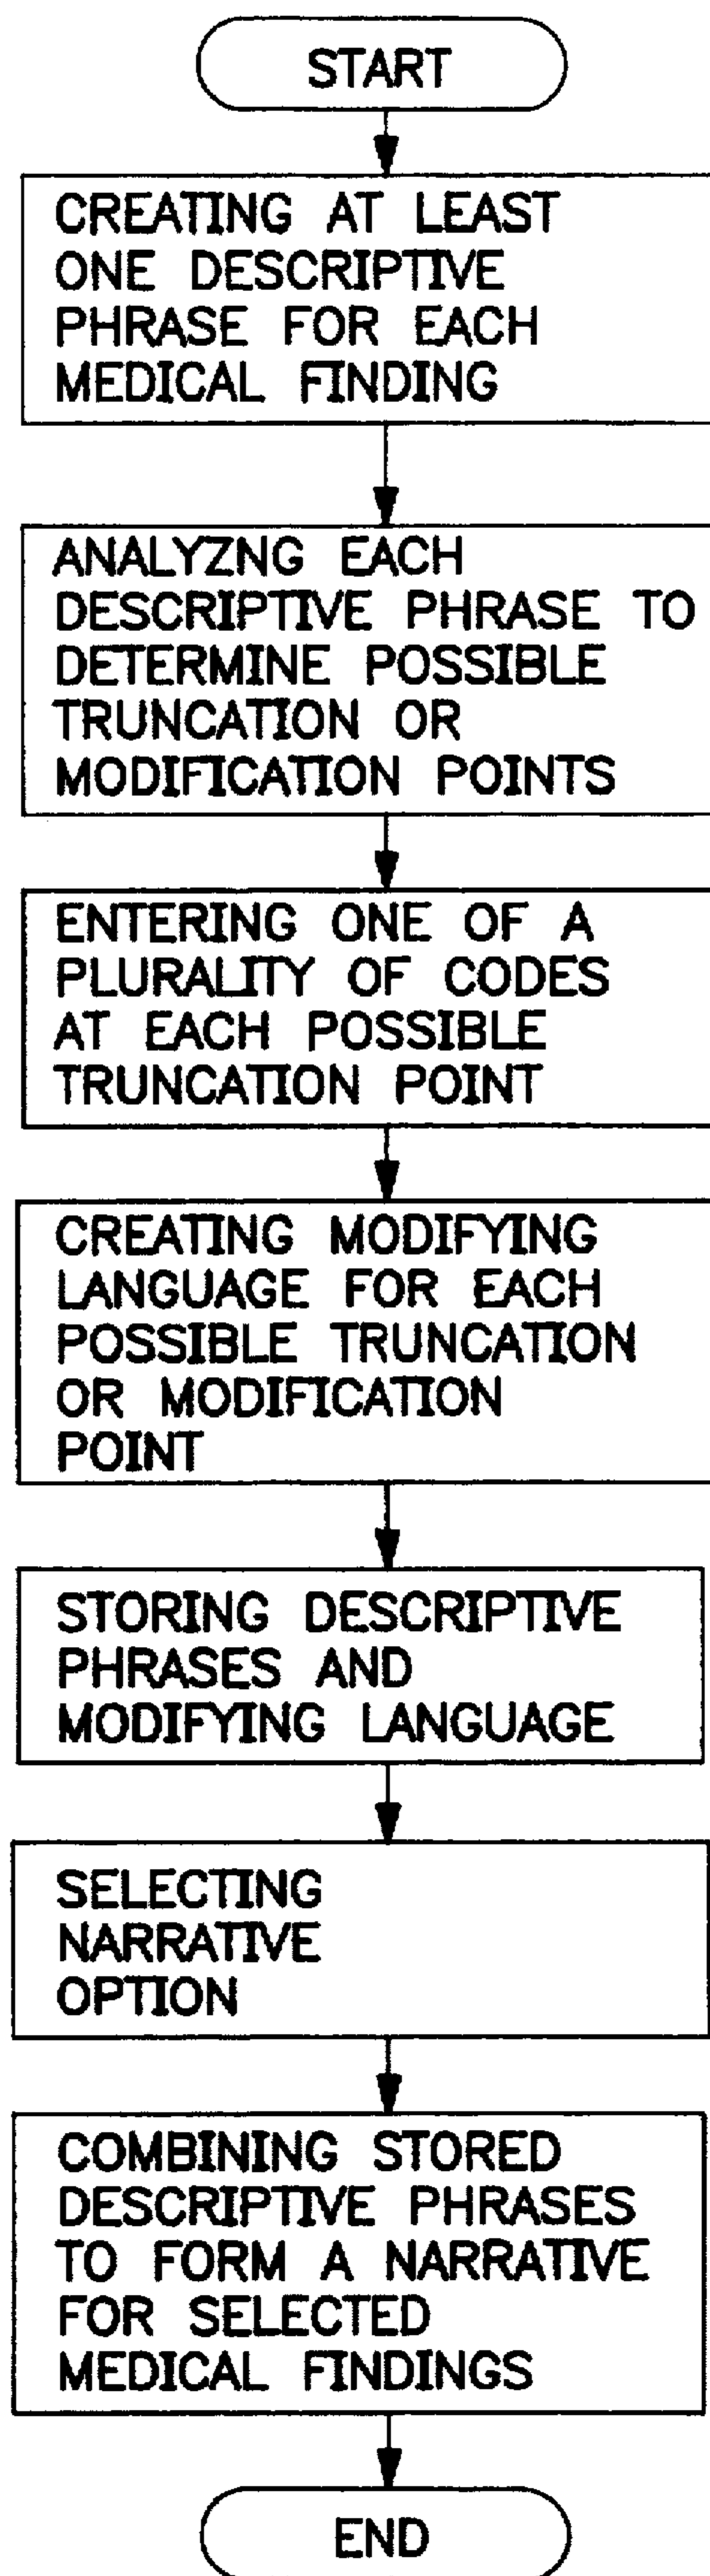 START
CREATING AT LEAST
ONE DESCRIPTIVE
PHRASE FOR EACH
MEDICAL FINDING
ANALYZNG EACH
DESCRIPTIVE PHRASE TO
DETERMINE POSSIBLE
TRUNCATION OR
MODIFICATION POINTS
ENTERING ONE OF A
PLURALITY OF CODES
AT EACH POSSIBLE
TRUNCATION POINT
CREATING MODIFYING
LANGUAGE FOR EACH
POSSIBLE TRUNCATION
OR MODIFICATION
POINT
STORING DESCRIPTIVE
PHRASES AND
MODIFYING LANGUAGE
SELECTING
NARRATIVE
OPTION
COMBINING STORED
DESCRIPTIVE PHRASES
TO FORM A NARRATIVE
FOR SELECTED
MEDICAL FINDINGS
END